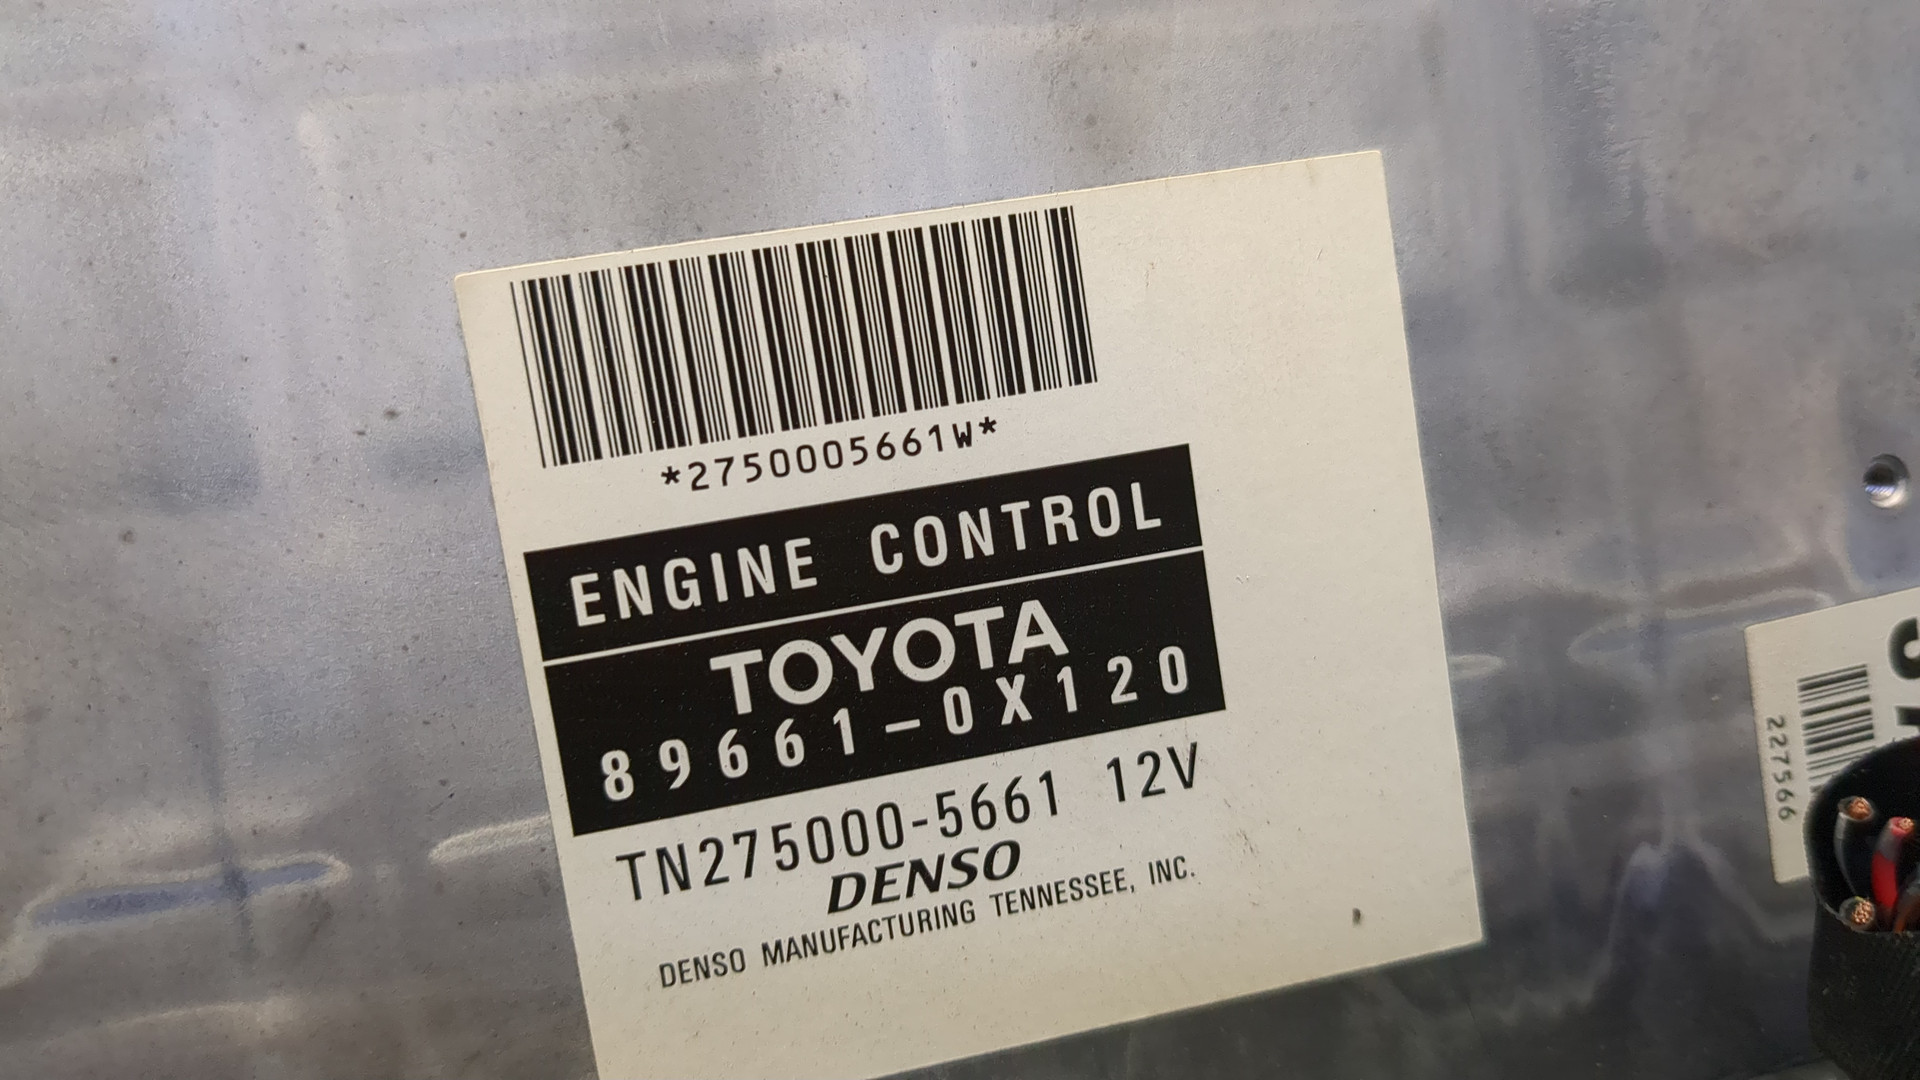 *2750005661W*
ENGINE CONTROL
TOYOTA
89661-0X120
TN275000-5661 12V
DENSO
DENSO MANUFACTURING TENNESSEE, INC.
227566